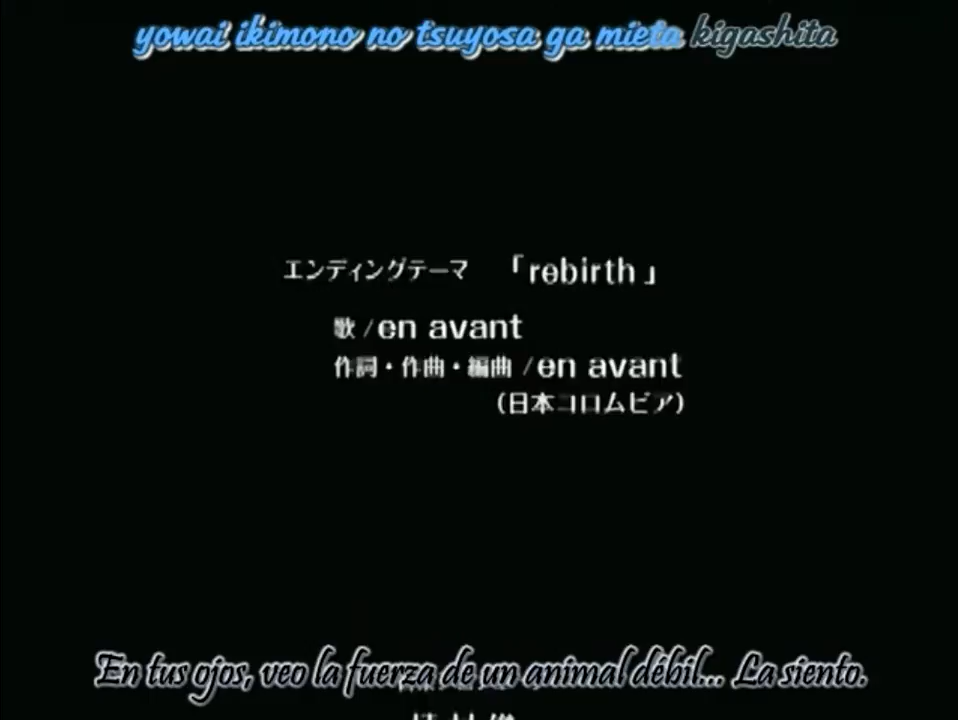 yowai ikimono no tsuyosa ga mieta kigashita
エンディングテーマ 「rebirth」
歌/en avant
作詞・作曲・編曲/en avant
(日本コロムビア)
En tus ojos, veo la fuerza de un animal débil... La siento.